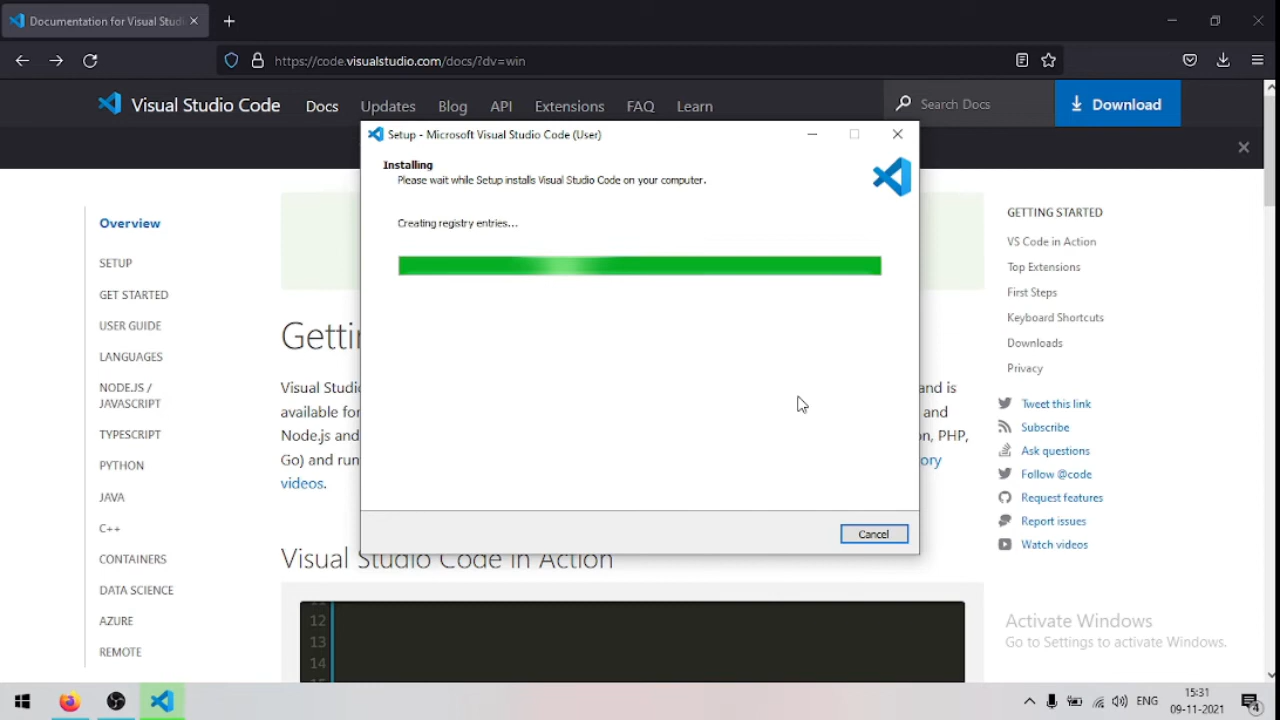 Documentation for Visual Stud
https://code.visualstudio.com/docs/?dv=win
Visual Studio Code
Docs
Updates
Blog
API
Extensions
FAQ
Learn
Search Docs
Download
Setup - Microsoft Visual Studio Code (User)
Installing
Please wait while Setup installs Visual Studio Code on your computer.
Creating registry entries...
Cancel
Overview
SETUP
GET STARTED
USER GUIDE
LANGUAGES
NODE.JS /
JAVASCRIPT
TYPESCRIPT
PYTHON
JAVA
C++
CONTAINERS
DATA SCIENCE
AZURE
REMOTE
Getti
Visual Studi
and is
available for
and
Node.js and
n, PHP,
Go) and run
ory
videos.
Visual Studio Code in Action
12
13
14
GETTING STARTED
VS Code in Action
Top Extensions
First Steps
Keyboard Shortcuts
Downloads
Privacy
Tweet this link
Subscribe
Ask questions
Follow @code
Request features
Report issues
Watch videos
Activate Windows
Go to Settings to activate Windows.
ENG
15:31
09-11-2021
4